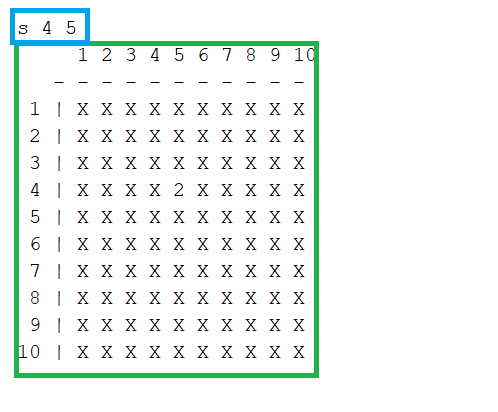 s 4 5
1 2 3 4 5 6 7 8 9 10
- - - - - - - - - - -
1 | X X X X X X X X X X
2 | X X X X X X X X X X
3 | X X X X X X X X X X
4 | X X X X 2 X X X X X
5 | X X X X X X X X X X
6 | X X X X X X X X X X
7 | X X X X X X X X X X
8 | X X X X X X X X X X
9 | X X X X X X X X X X
10 | X X X X X X X X X X